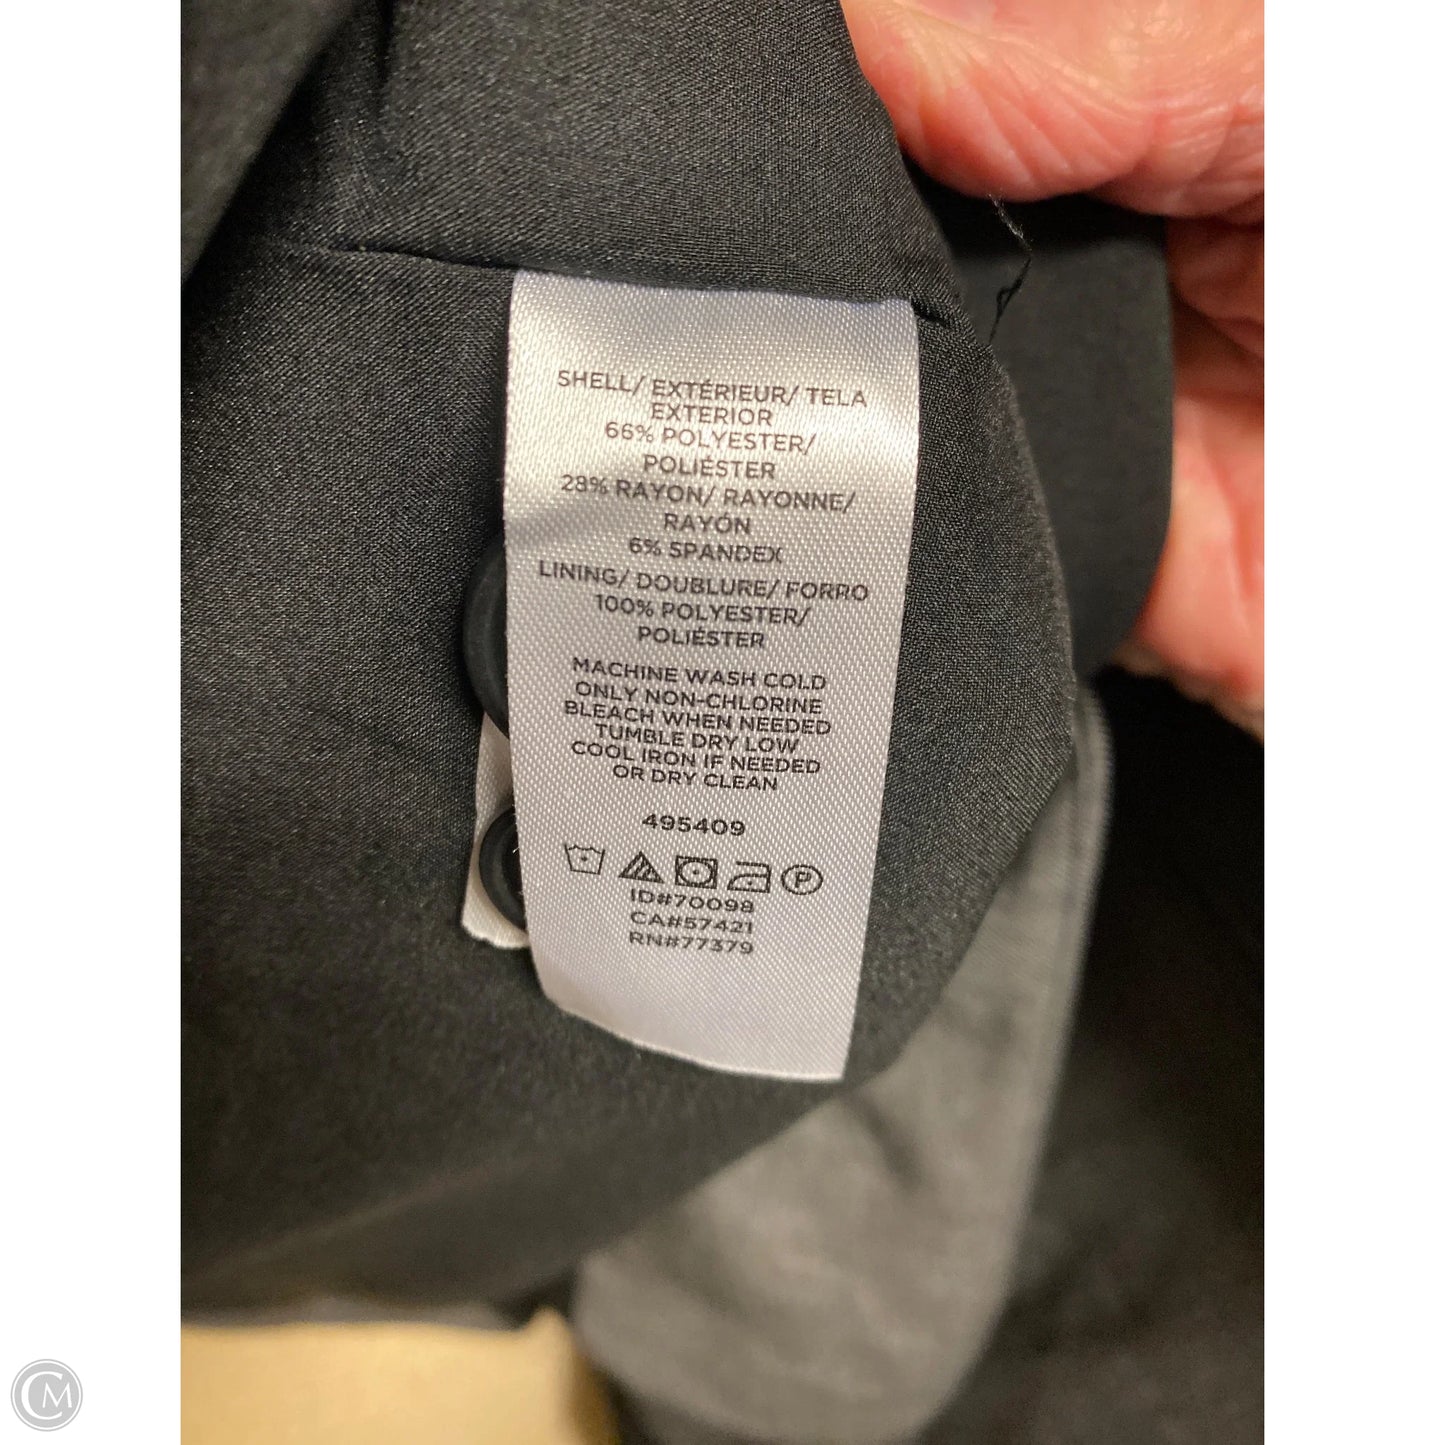 SHELL/ EXTÉRIEUR/ TELA
EXTERIOR
66% POLYESTER/
POLIÉSTER
28% RAYON/ RAYONNE/
RAYÓN
6% SPANDEX
LINING/ DOUBLURE/ FORRO
100% POLYESTER/
POLIÉSTER
MACHINE WASH COLD
ONLY NON-CHLORINE
BLEACH WHEN NEEDED
TUMBLE DRY LOW
COOL IRON IF NEEDED
OR DRY CLEAN
495409
P
ID#70098
CA#57421
RN#77379
CM